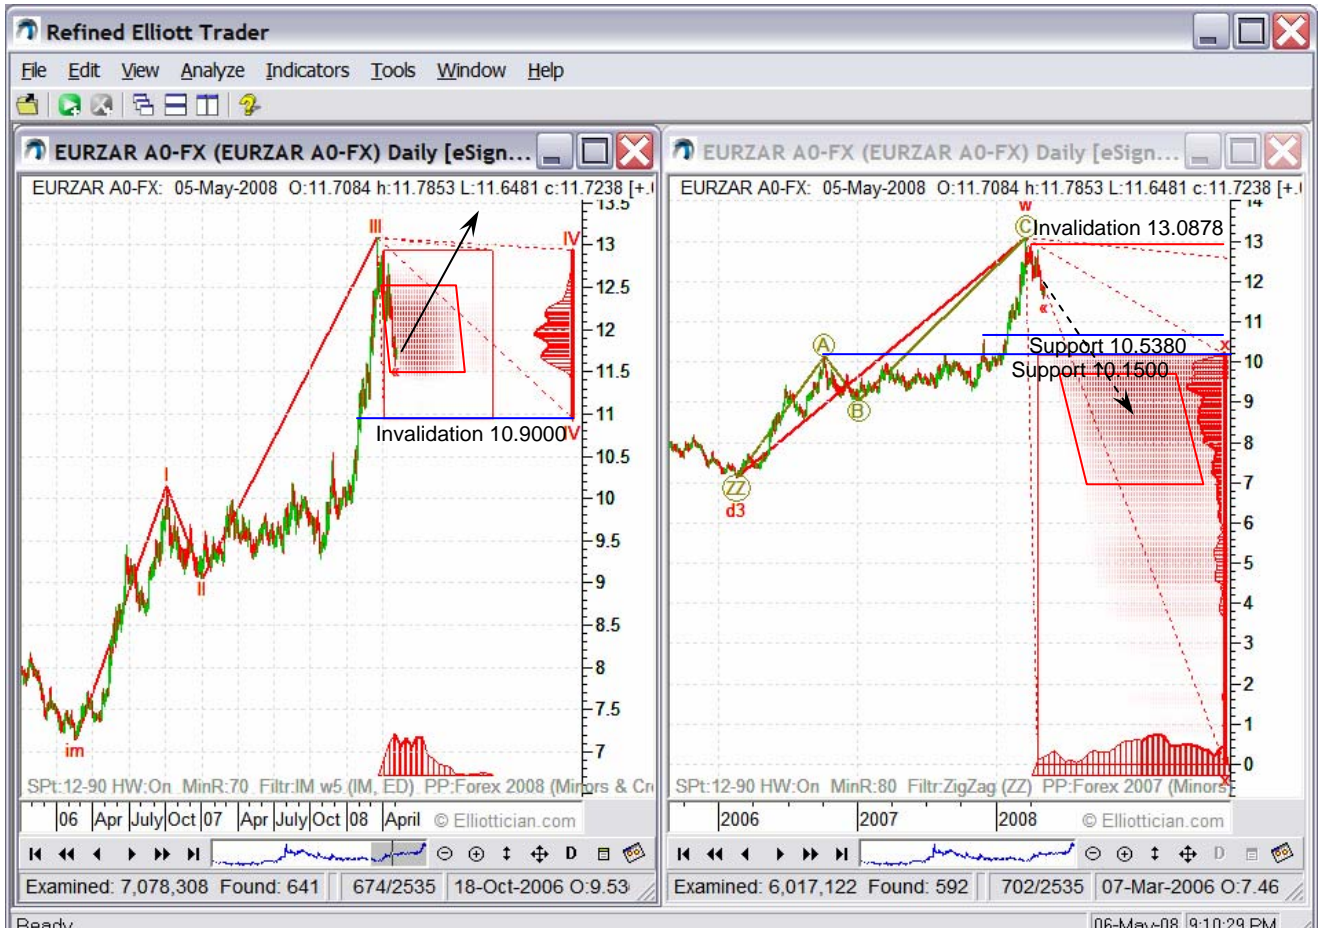 Refined Elliott Trader
File Edit View Analyze Indicators Tools Window Help
EURZAR A0-FX (EURZAR A0-FX) Daily [eSign...
EURZAR A0-FX: 05-May-2008 O:11.7084 h:11.7853 L:11.6481 c:11.7238 [+.
13.5
13
12.5
12
11.5
11
10.5
10
9.5
9
8.5
8
7.5
7
III
IV
Invalidation 10.9000
IV
I
II
im
«
SPt:12-90 HW:On MinR:70 Filtr:IM w5 (IM, ED) PP:Forex 2008 (Minors & Cr
06 Apr July Oct 07 Apr July Oct 08 April © Elliottician.com
D
Examined: 7,078,308 Found: 641 674/2535 18-Oct-2006 O:9.53
EURZAR A0-FX (EURZAR A0-FX) Daily [eSign...
EURZAR A0-FX: 05-May-2008 O:11.7084 h:11.7853 L:11.6481 c:11.7238 [+.
w
C
Invalidation 13.0878
«
A
Support 10.5380
x
Support 10.1500
B
ZZ
d3
14
13
12
11
10
9
8
7
6
5
4
3
2
1
0
x
SPt:12-90 HW:On MinR:80 Filtr:ZigZag (ZZ) PP:Forex 2007 (Minors
2006 2007 2008 © Elliottician.com
D
Examined: 6,017,122 Found: 592 702/2535 07-Mar-2006 O:7.46
Ready 06-May-08 9:10:29 PM